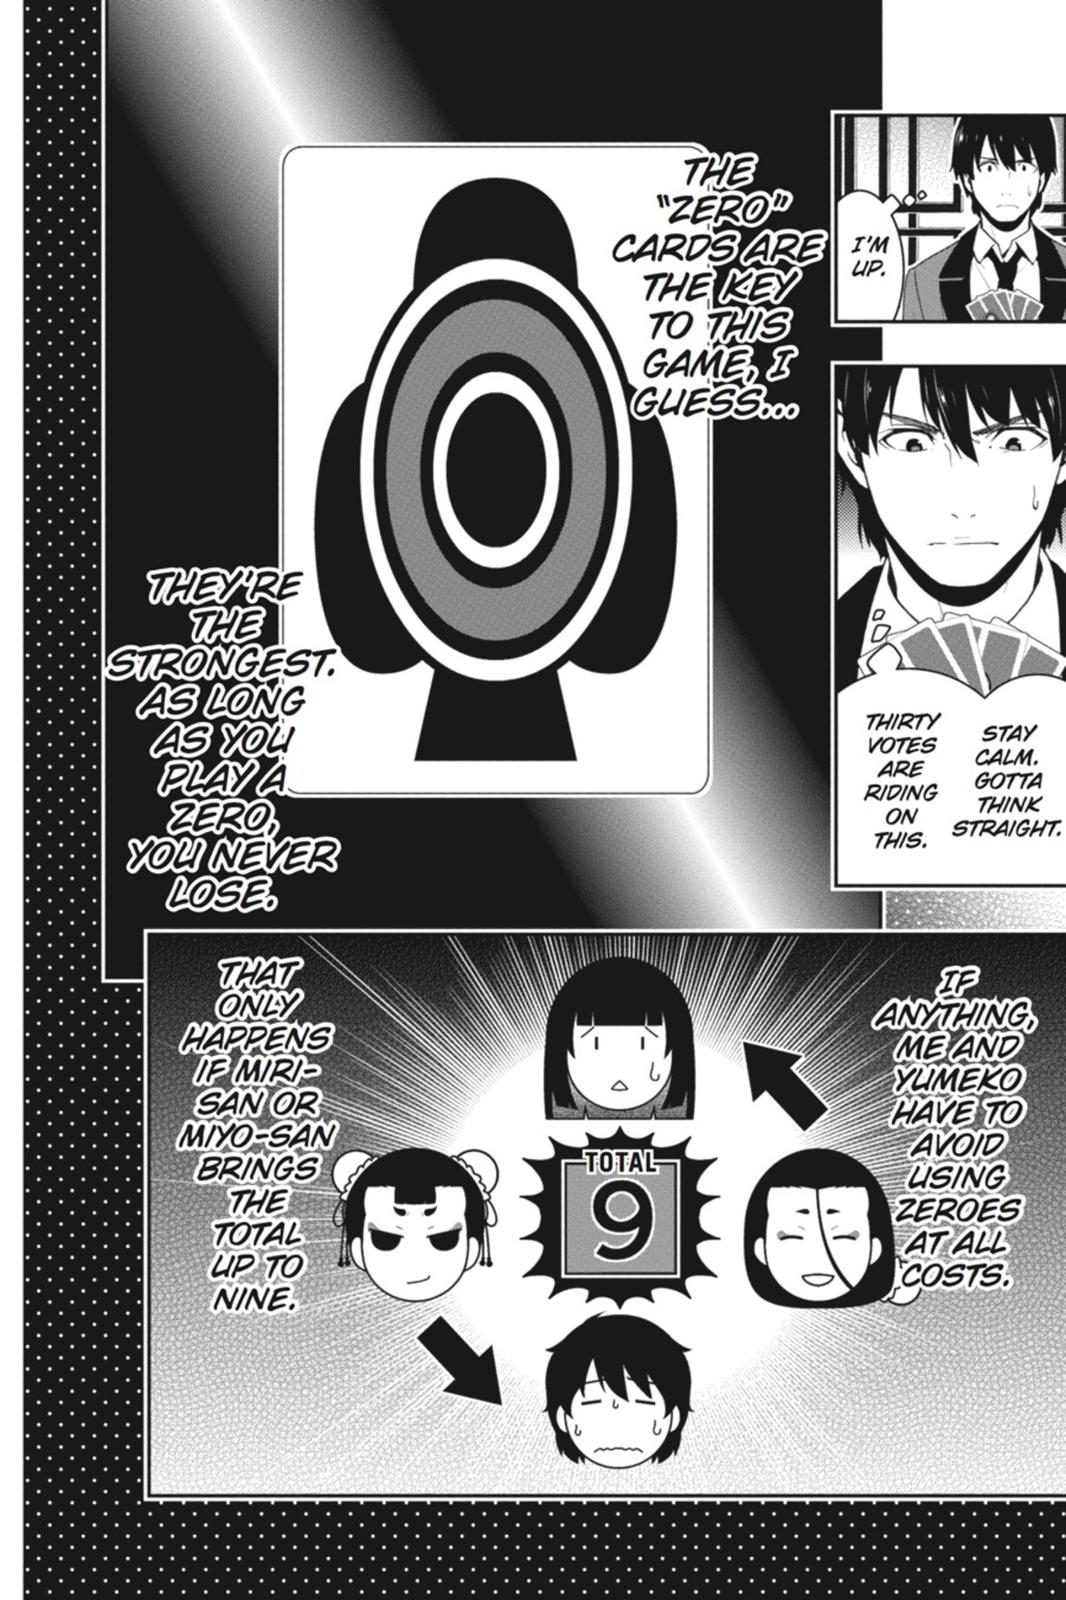 I'M
UP.
STAY
CALM.
GOTTA
THINK
STRAIGHT.
THIRTY
VOTES
ARE
RIDING
ON
THIS.
THE
"ZERO"
CARDS ARE
THE KEY
TO THIS
GAME, I
GUESS...
THEY'RE
THE
STRONGEST.
AS LONG
AS YOU
PLAY A
ZERO,
YOU NEVER
LOSE.
IF
ANYTHING,
ME AND
YUMEKO
HAVE TO
AVOID
USING
ZEROES
AT ALL
COSTS.
TOTAL
9
THAT
ONLY
HAPPENS
IF MIRI-
SAN OR
MIYO-SAN
BRINGS
THE
TOTAL
UP TO
NINE.